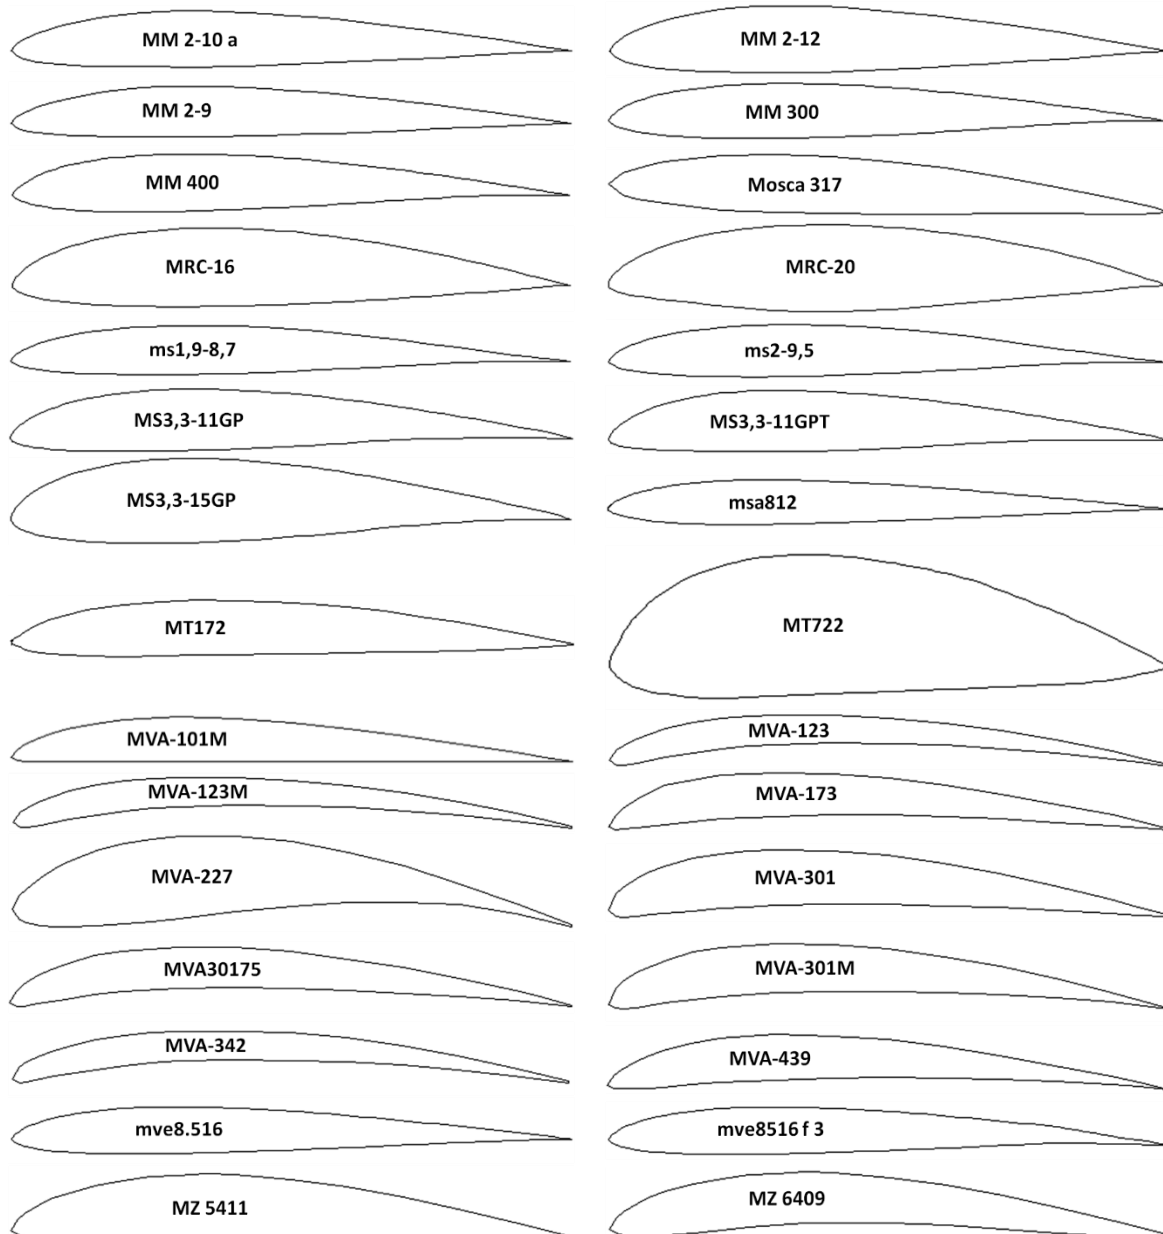 MM 2-10 a
MM 2-12
MM 2-9
MM 300
MM 400
Mosca 317
MRC-16
MRC-20
ms1,9-8,7
ms2-9,5
MS3,3-11GP
MS3,3-11GPT
MS3,3-15GP
msa812
MT172
MT722
MVA-101M
MVA-123
MVA-123M
MVA-173
MVA-227
MVA-301
MVA30175
MVA-301M
MVA-342
MVA-439
mve8.516
mve8516 f 3
MZ 5411
MZ 6409